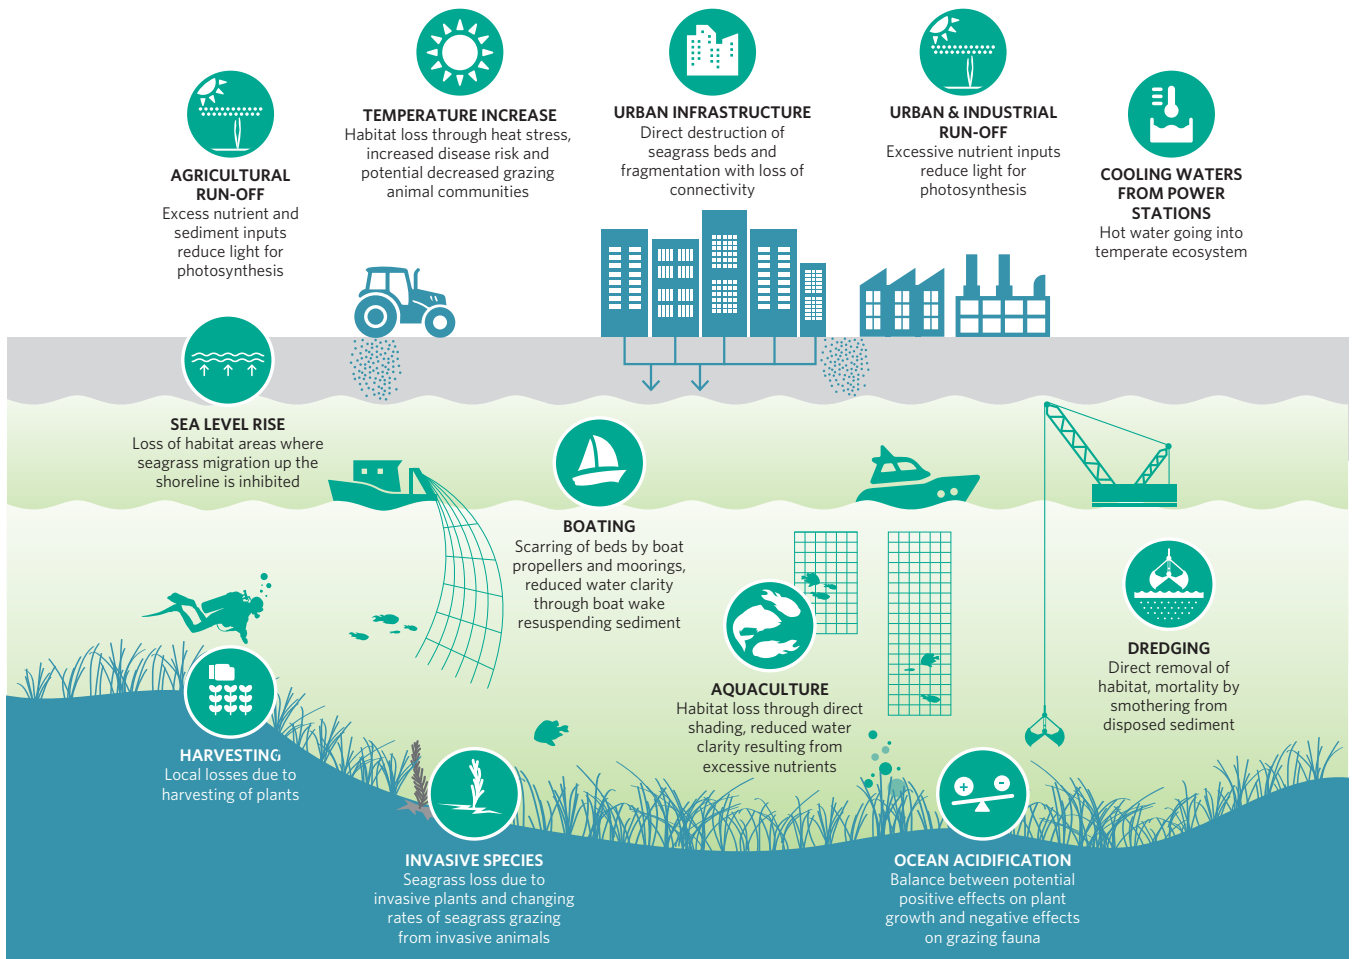 AGRICULTURAL
RUN-OFF
Excess nutrient and
sediment inputs
reduce light for
photosynthesis
TEMPERATURE INCREASE
Habitat loss through heat stress,
increased disease risk and
potential decreased grazing
animal communities
URBAN INFRASTRUCTURE
Direct destruction of
seagrass beds and
fragmentation with loss of
connectivity
URBAN & INDUSTRIAL
RUN-OFF
Excessive nutrient inputs
reduce light for
photosynthesis
COOLING WATERS
FROM POWER
STATIONS
Hot water going into
temperate ecosystem
SEA LEVEL RISE
Loss of habitat areas where
seagrass migration up the
shoreline is inhibited
BOATING
Scarring of beds by boat
propellers and moorings,
reduced water clarity
through boat wake
resuspending sediment
AQUACULTURE
Habitat loss through direct
shading, reduced water
clarity resulting from
excessive nutrients
DREDGING
Direct removal of
habitat, mortality by
smothering from
disposed sediment
HARVESTING
Local losses due to
harvesting of plants
INVASIVE SPECIES
Seagrass loss due to
invasive plants and changing
rates of seagrass grazing
from invasive animals
OCEAN ACIDIFICATION
Balance between potential
positive effects on plant
growth and negative effects
on grazing fauna